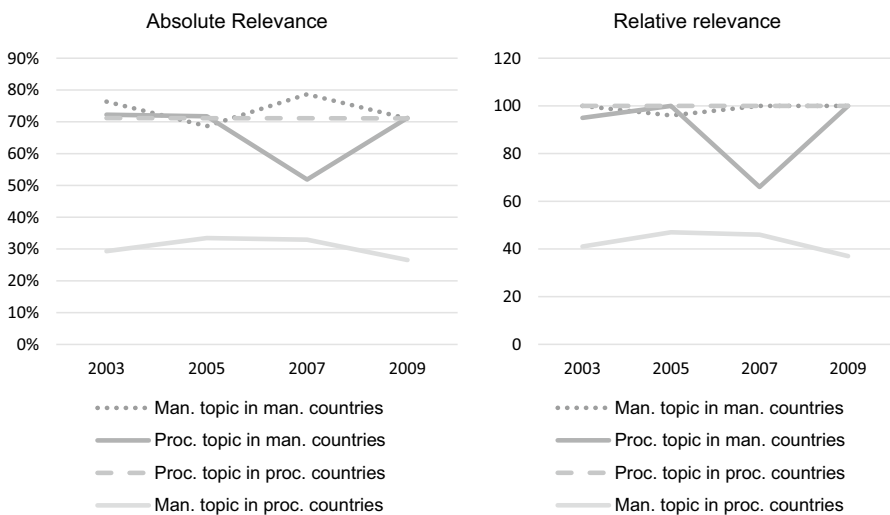 Absolute Relevance
90%
80%
70%
60%
50%
40%
30%
20%
10%
0%
2003 2005 2007 2009
Man. topic in man. countries
Proc. topic in man. countries
Proc. topic in proc. countries
Man. topic in proc. countries
Relative relevance
120
100
80
60
40
20
0
2003 2005 2007 2009
Man. topic in man. countries
Proc. topic in man. countries
Proc. topic in proc. countries
Man. topic in proc. countries